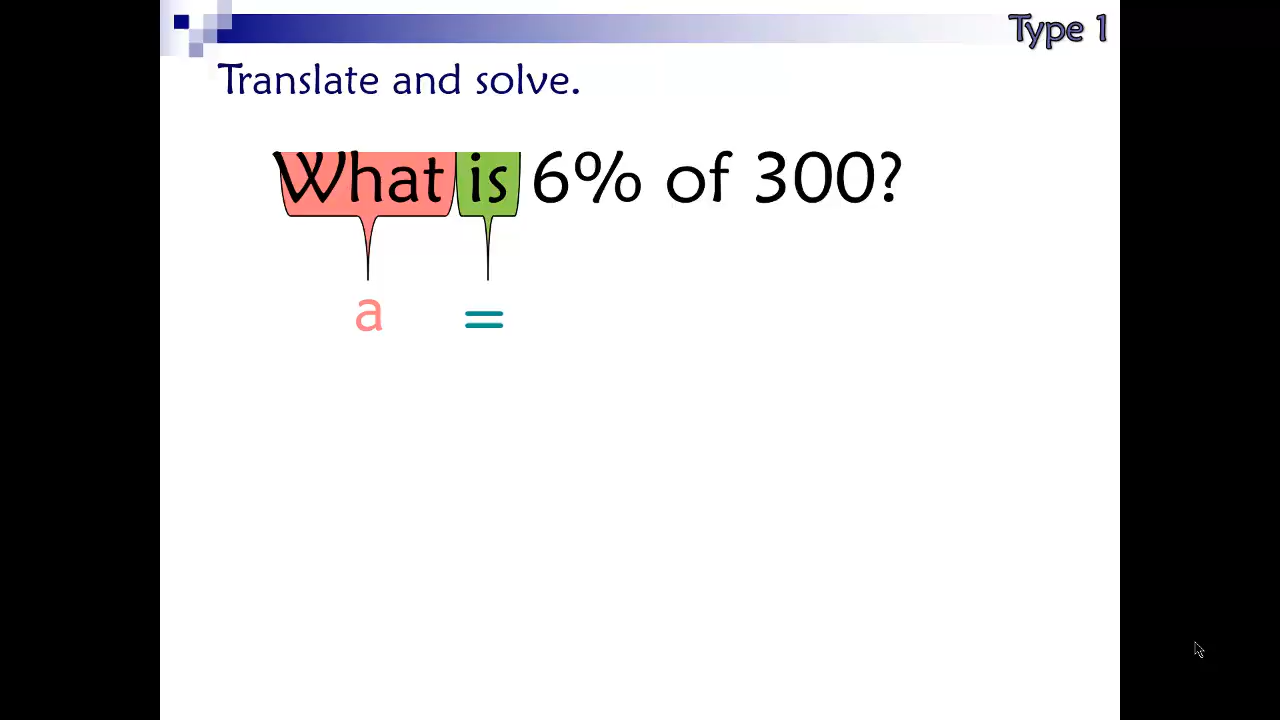 Type 1
Translate and solve.
What is 6% of 300?
a =